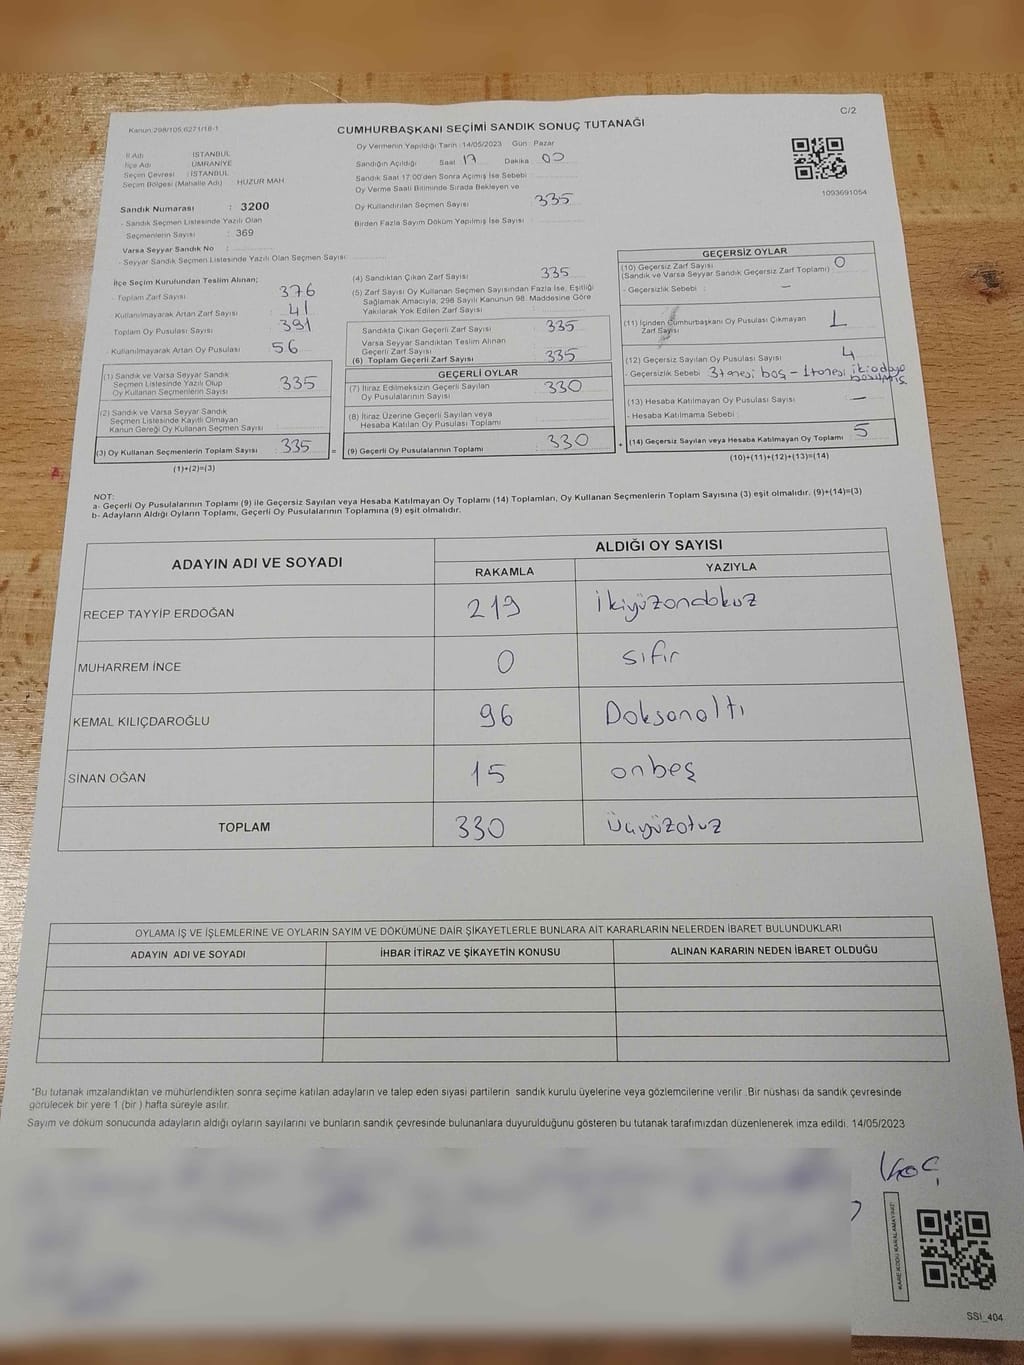 C/2
Kanun:298/105:6271/18-1
CUMHURBAŞKANI SEÇİMİ SANDIK SONUÇ TUTANAĞI
İl Adı : İSTANBUL
İlçe Adı : ÜMRANİYE
Seçim Çevresi : İSTANBUL
Seçim Bölgesi (Mahalle Adı) : HUZUR MAH
Sandık Numarası : 3200
- Sandık Seçmen Listesinde Yazılı Olan
Seçmenlerin Sayısı : 369
Varsa Seyyar Sandık No :
- Seyyar Sandık Seçmen Listesinde Yazılı Olan Seçmen Sayısı:
Oy Vermenin Yapıldığı Tarih :14/05/2023 Gün : Pazar
Sandığın Açıldığı Saat 17 Dakika 00
Sandık Saat 17:00'den Sonra Açılmış İse Sebebi
Oy Verme Saati Bitiminde Sırada Bekleyen ve
Oy Kullandırılan Seçmen Sayısı 335
Birden Fazla Sayım Döküm Yapılmış İse Sayısı :
1093691054
İlçe Seçim Kurulundan Teslim Alınan;
- Toplam Zarf Sayısı 376
- Kullanılmayarak Artan Zarf Sayısı : 41
Toplam Oy Pusulası Sayısı : 391
- Kullanılmayarak Artan Oy Pusulası : 56
(1) Sandık ve Varsa Seyyar Sandık
Seçmen Listesinde Yazılı Olup
Oy Kullanan Seçmenlerin Sayısı : 335
(2) Sandık ve Varsa Seyyar Sandık
Seçmen Listesinde Kayıtlı Olmayan
Kanun Gereği Oy Kullanan Seçmen Sayısı :
(3) Oy Kullanan Seçmenlerin Toplam Sayısı : 335 =
(1)+(2)=(3)
(4) Sandıktan Çıkan Zarf Sayısı : 335
(5) Zarf Sayısı Oy Kullanan Seçmen Sayısından Fazla İse, Eşitliği
Sağlamak Amacıyla; 298 Sayılı Kanunun 98. Maddesine Göre
Yakılarak Yok Edilen Zarf Sayısı :
Sandıkta Çıkan Geçerli Zarf Sayısı : 335
Varsa Seyyar Sandıktan Teslim Alınan
Geçerli Zarf Sayısı :
(6) Toplam Geçerli Zarf Sayısı : 335
GEÇERLİ OYLAR
(7) İtiraz Edilmeksizin Geçerli Sayılan
Oy Pusulalarının Sayısı : 330
(8) İtiraz Üzerine Geçerli Sayılan veya
Hesaba Katılan Oy Pusulası Toplamı :
(9) Geçerli Oy Pusulalarının Toplamı : 330 +
GEÇERSİZ OYLAR
(10) Geçersiz Zarf Sayısı : 0
(Sandık ve Varsa Seyyar Sandık Geçersiz Zarf Toplamı)
- Geçersizlik Sebebi : -
(11) İçinden Cumhurbaşkanı Oy Pusulası Çıkmayan
Zarf Sayısı : 1
(12) Geçersiz Sayılan Oy Pusulası Sayısı : 4
- Geçersizlik Sebebi : 3 tanesi boş - 1 tanesi iki adaya basılmış
(13) Hesaba Katılmayan Oy Pusulası Sayısı : -
- Hesaba Katılmama Sebebi :
(14) Geçersiz Sayılan veya Hesaba Katılmayan Oy Toplamı : 5
(10)+(11)+(12)+(13)=(14)
NOT:
a- Geçerli Oy Pusulalarının Toplamı (9) ile Geçersiz Sayılan veya Hesaba Katılmayan Oy Toplamı (14) Toplamları, Oy Kullanan Seçmenlerin Toplam Sayısına (3) eşit olmalıdır. (9)+(14)=(3)
b- Adayların Aldığı Oyların Toplamı, Geçerli Oy Pusulalarının Toplamına (9) eşit olmalıdır.
ADAYIN ADI VE SOYADI ALDIĞI OY SAYISI
RAKAMLA YAZIYLA
RECEP TAYYİP ERDOĞAN 219 ikiyüzondokuz
MUHARREM İNCE 0 sıfır
KEMAL KILIÇDAROĞLU 96 Doksanaltı
SİNAN OĞAN 15 onbeş
TOPLAM 330 üçyüzotuz
OYLAMA İŞ VE İŞLEMLERİNE VE OYLARIN SAYIM VE DÖKÜMÜNE DAİR ŞİKAYETLERLE BUNLARA AİT KARARLARIN NELERDEN İBARET BULUNDUKLARI
ADAYIN ADI VE SOYADI İHBAR İTİRAZ VE ŞİKAYETİN KONUSU ALINAN KARARIN NEDEN İBARET OLDUĞU
*Bu tutanak imzalandıktan ve mühürlendikten sonra seçime katılan adayların ve talep eden siyasi partilerin sandık kurulu üyelerine veya gözlemcilerine verilir. Bir nüshası da sandık çevresinde
görülecek bir yere 1 (bir ) hafta süreyle asılır.
Sayım ve döküm sonucunda adayların aldığı oyların sayılarını ve bunların sandık çevresinde bulunanlara duyurulduğunu gösteren bu tutanak tarafımızdan düzenlenerek imza edildi. 14/05/2023
Koç
KARE KODU KARALAMAYINIZ!
SSİ_404